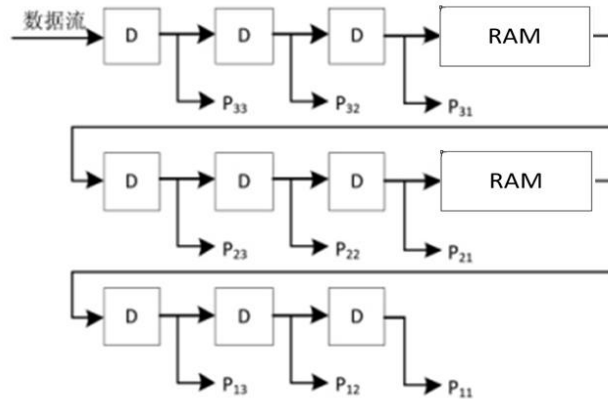 数据流
D D D RAM
P33 P32 P31
D D D RAM
P23 P22 P21
D D D
P13 P12 P11